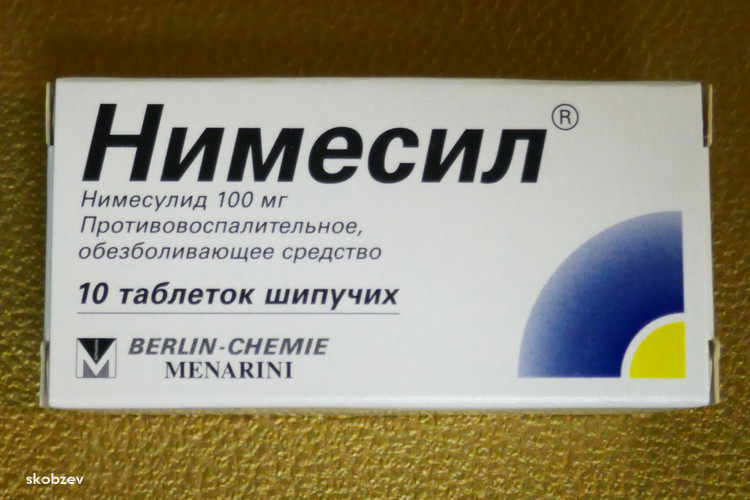 Нимесил®
Нимесулид 100 мг
Противовоспалительное,
обезболивающее средство
10 таблеток шипучих
BERLIN-CHEMIE
MENARINI
skobzev